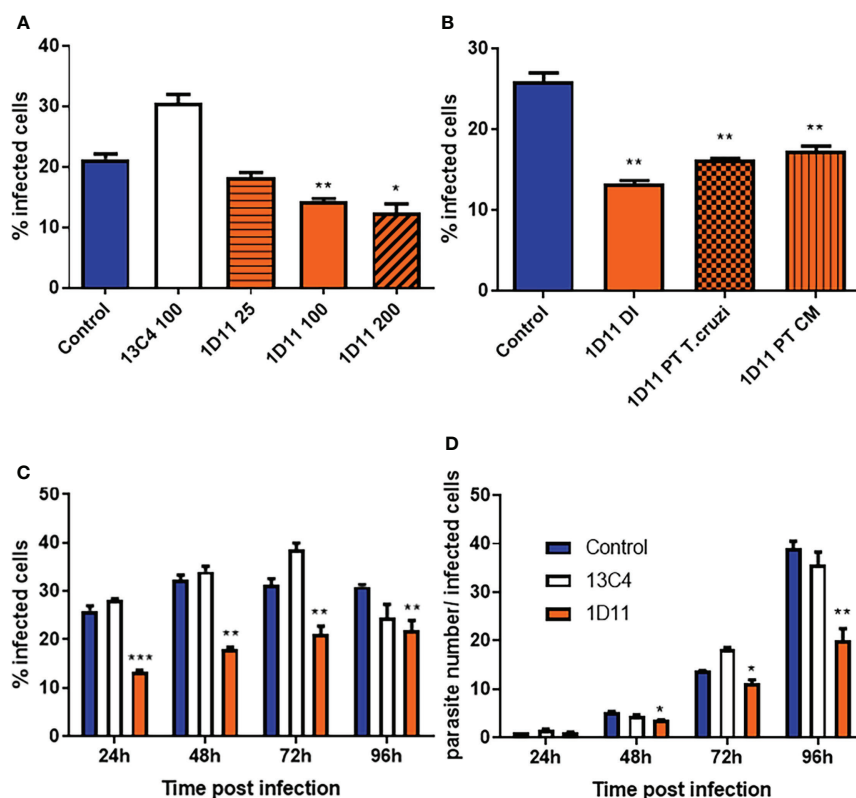 A
% infected cells
40
30
20
10
0
**
*
Control
13C4 100
1D11 25
1D11 100
1D11 200
B
% infected cells
30
20
10
0
**
**
**
Control
1D11 DI
1D11 PT T.cruzi
1D11 PT CM
C
% infected cells
50
40
30
20
10
0
***
**
**
**
24h
48h
72h
96h
Time post infection
D
parasite number/ infected cells
50
40
30
20
10
0
Control
13C4
1D11
*
*
**
24h
48h
72h
96h
Time post infection